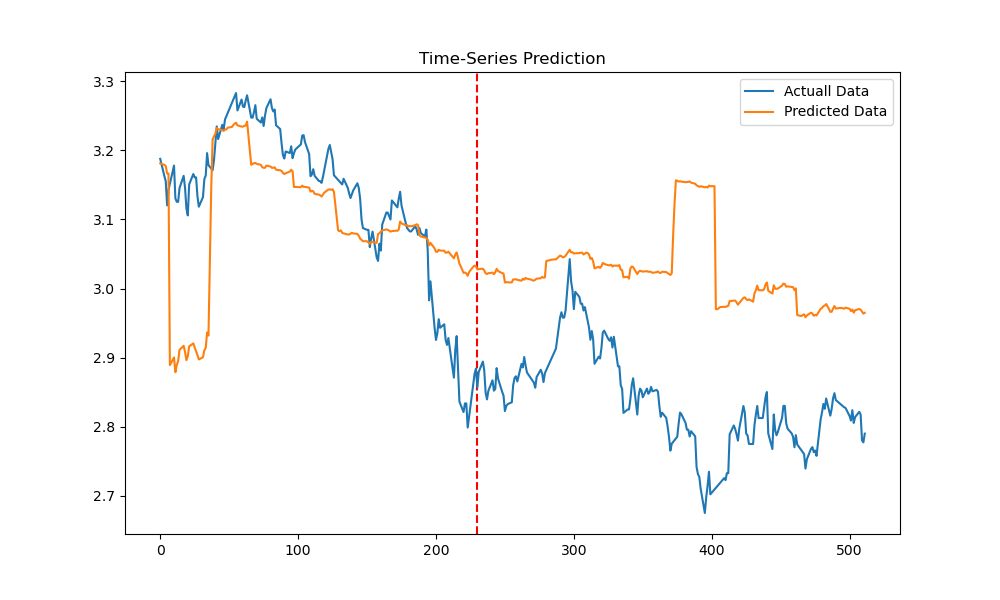 Time-Series Prediction
Actuall Data
Predicted Data
3.3
3.2
3.1
3.0
2.9
2.8
2.7
0 100 200 300 400 500